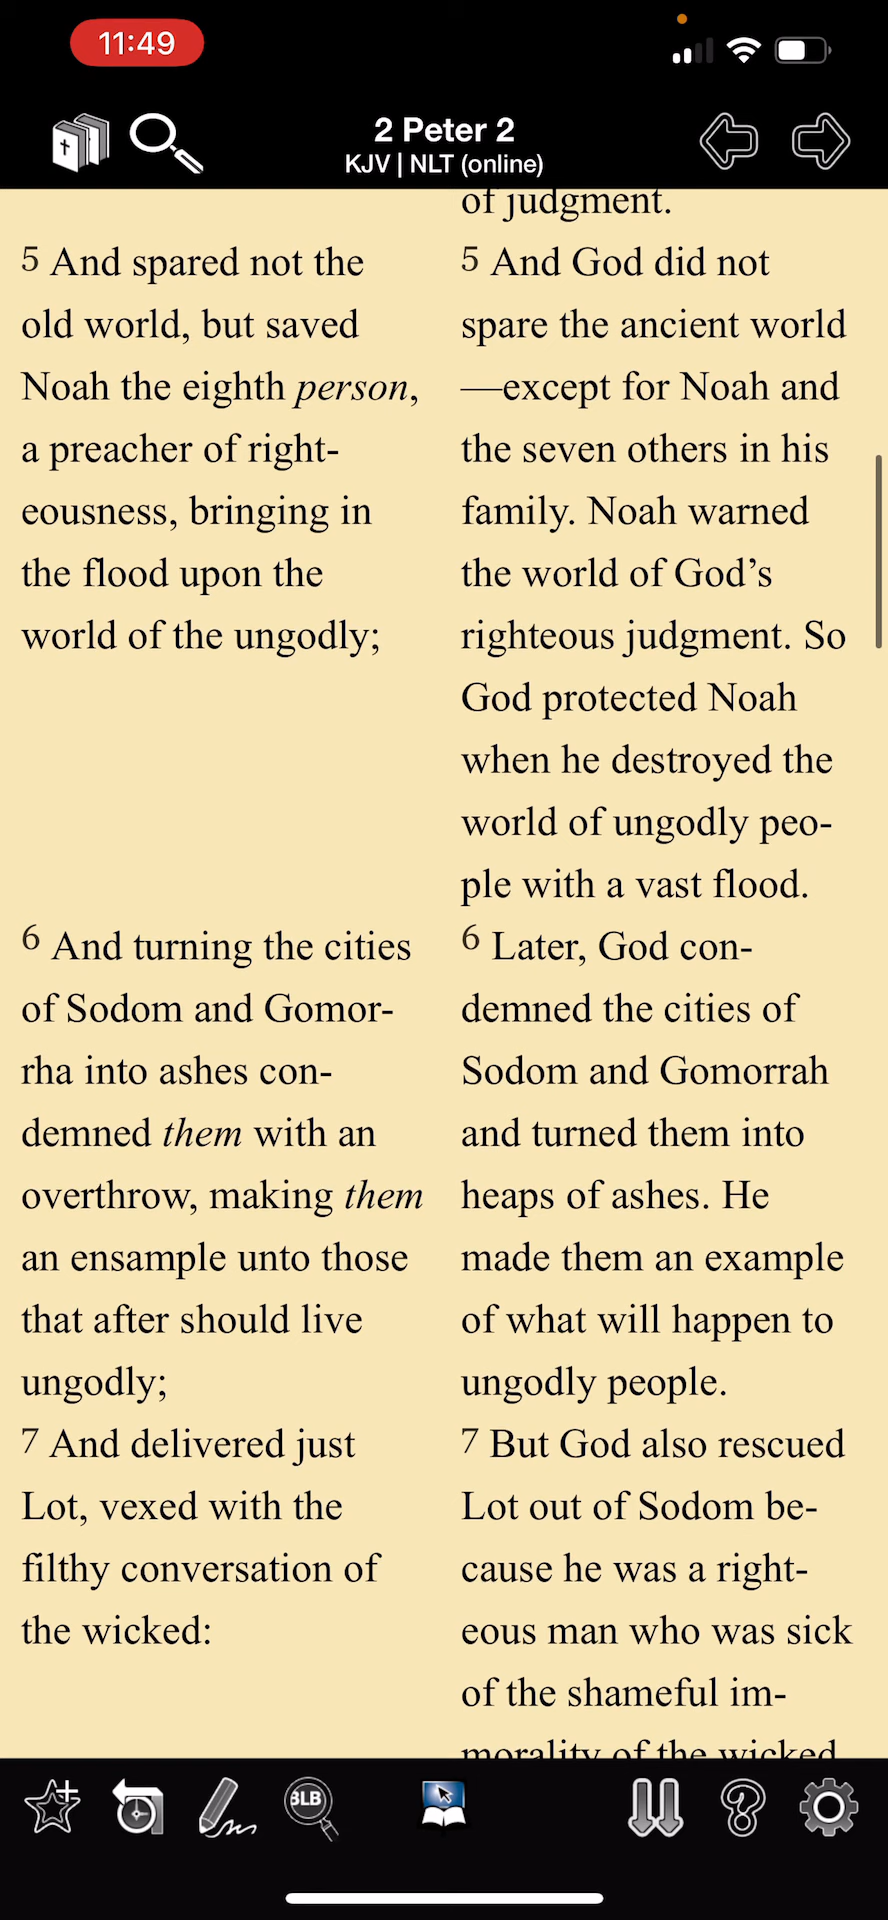 11:49
2 Peter 2
KJV | NLT (online)
5 And spared not the
old world, but saved
Noah the eighth person,
a preacher of right-
eousness, bringing in
the flood upon the
world of the ungodly;
6 And turning the cities
of Sodom and Gomor-
rha into ashes con-
demned them with an
overthrow, making them
an ensample unto those
that after should live
ungodly;
7 And delivered just
Lot, vexed with the
filthy conversation of
the wicked:
of judgment.
5 And God did not
spare the ancient world
—except for Noah and
the seven others in his
family. Noah warned
the world of God’s
righteous judgment. So
God protected Noah
when he destroyed the
world of ungodly peo-
ple with a vast flood.
6 Later, God con-
demned the cities of
Sodom and Gomorrah
and turned them into
heaps of ashes. He
made them an example
of what will happen to
ungodly people.
7 But God also rescued
Lot out of Sodom be-
cause he was a right-
eous man who was sick
of the shameful im-
morality of the wicked
BLB